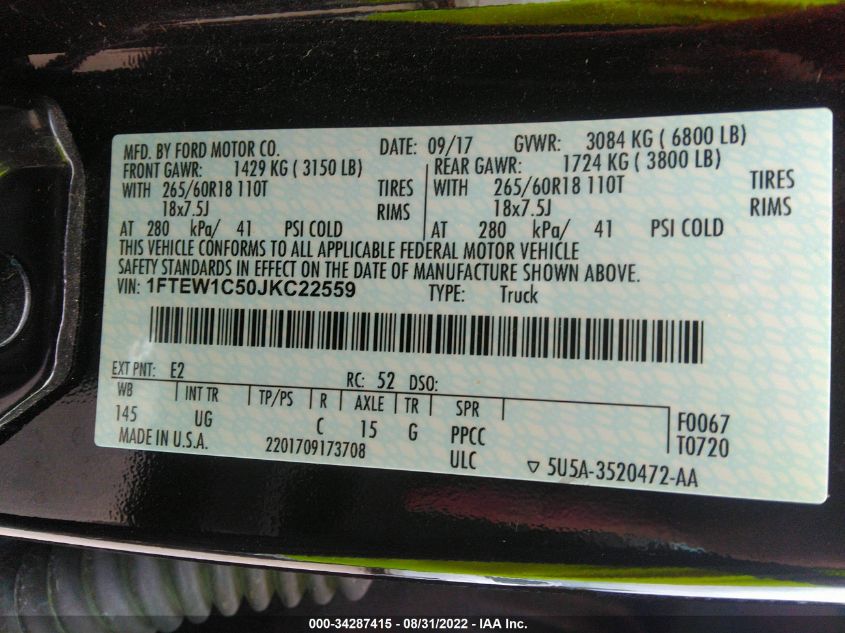 MFD. BY FORD MOTOR CO. DATE: 09/17 GVWR: 3084 KG ( 6800 LB)
FRONT GAWR: 1429 KG ( 3150 LB) REAR GAWR: 1724 KG ( 3800 LB)
WITH 265/60R18 110T TIRES WITH 265/60R18 110T TIRES
18x7.5J RIMS 18x7.5J RIMS
AT 280 kPa/ 41 PSI COLD AT 280 kPa/ 41 PSI COLD
THIS VEHICLE CONFORMS TO ALL APPLICABLE FEDERAL MOTOR VEHICLE
SAFETY STANDARDS IN EFFECT ON THE DATE OF MANUFACTURE SHOWN ABOVE.
VIN: 1FTEW1C50JKC22559 TYPE: Truck
EXT PNT: E2 RC: 52 DSO:
WB INT TR TP/PS R AXLE TR SPR
145 UG C 15 G PPCC F0067
MADE IN U.S.A. 2201709173708 ULC T0720
▽ 5U5A-3520472-AA
000-34287415 - 08/31/2022 - IAA Inc.